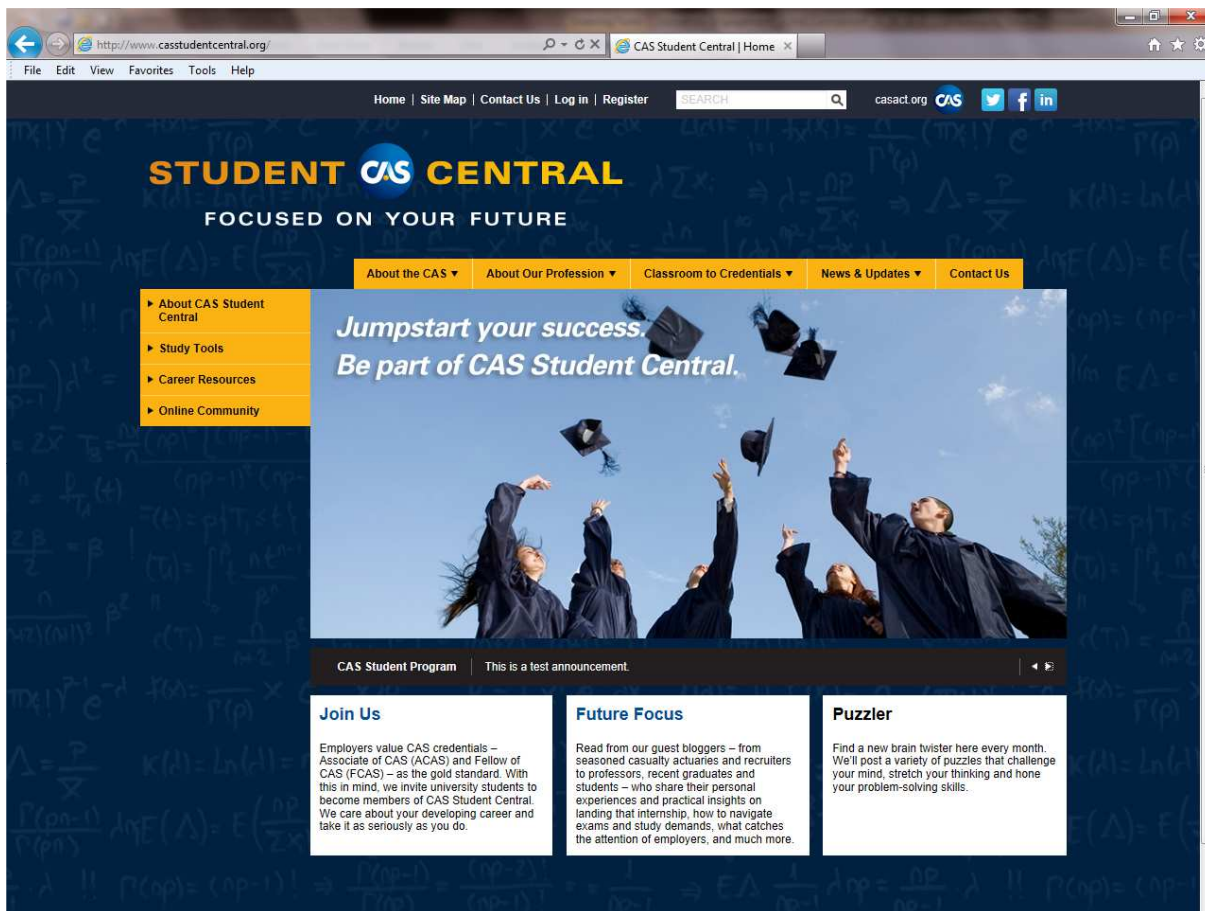 http://www.casstudentcentral.org/
CAS Student Central | Home
File Edit View Favorites Tools Help
Home | Site Map | Contact Us | Log in | Register
SEARCH
casact.org CAS
STUDENT CAS CENTRAL
FOCUSED ON YOUR FUTURE
About the CAS ▼ About Our Profession ▼ Classroom to Credentials ▼ News & Updates ▼ Contact Us
About CAS Student
Central
Study Tools
Career Resources
Online Community
Jumpstart your success.
Be part of CAS Student Central.
CAS Student Program
This is a test announcement.
Join Us
Employers value CAS credentials –
Associate of CAS (ACAS) and Fellow of
CAS (FCAS) – as the gold standard. With
this in mind, we invite university students to
become members of CAS Student Central.
We care about your developing career and
take it as seriously as you do.
Future Focus
Read from our guest bloggers – from
seasoned casualty actuaries and recruiters
to professors, recent graduates and
students – who share their personal
experiences and practical insights on
landing that internship, how to navigate
exams and study demands, what catches
the attention of employers, and much more.
Puzzler
Find a new brain twister here every month.
We'll post a variety of puzzles that challenge
your mind, stretch your thinking and hone
your problem-solving skills.